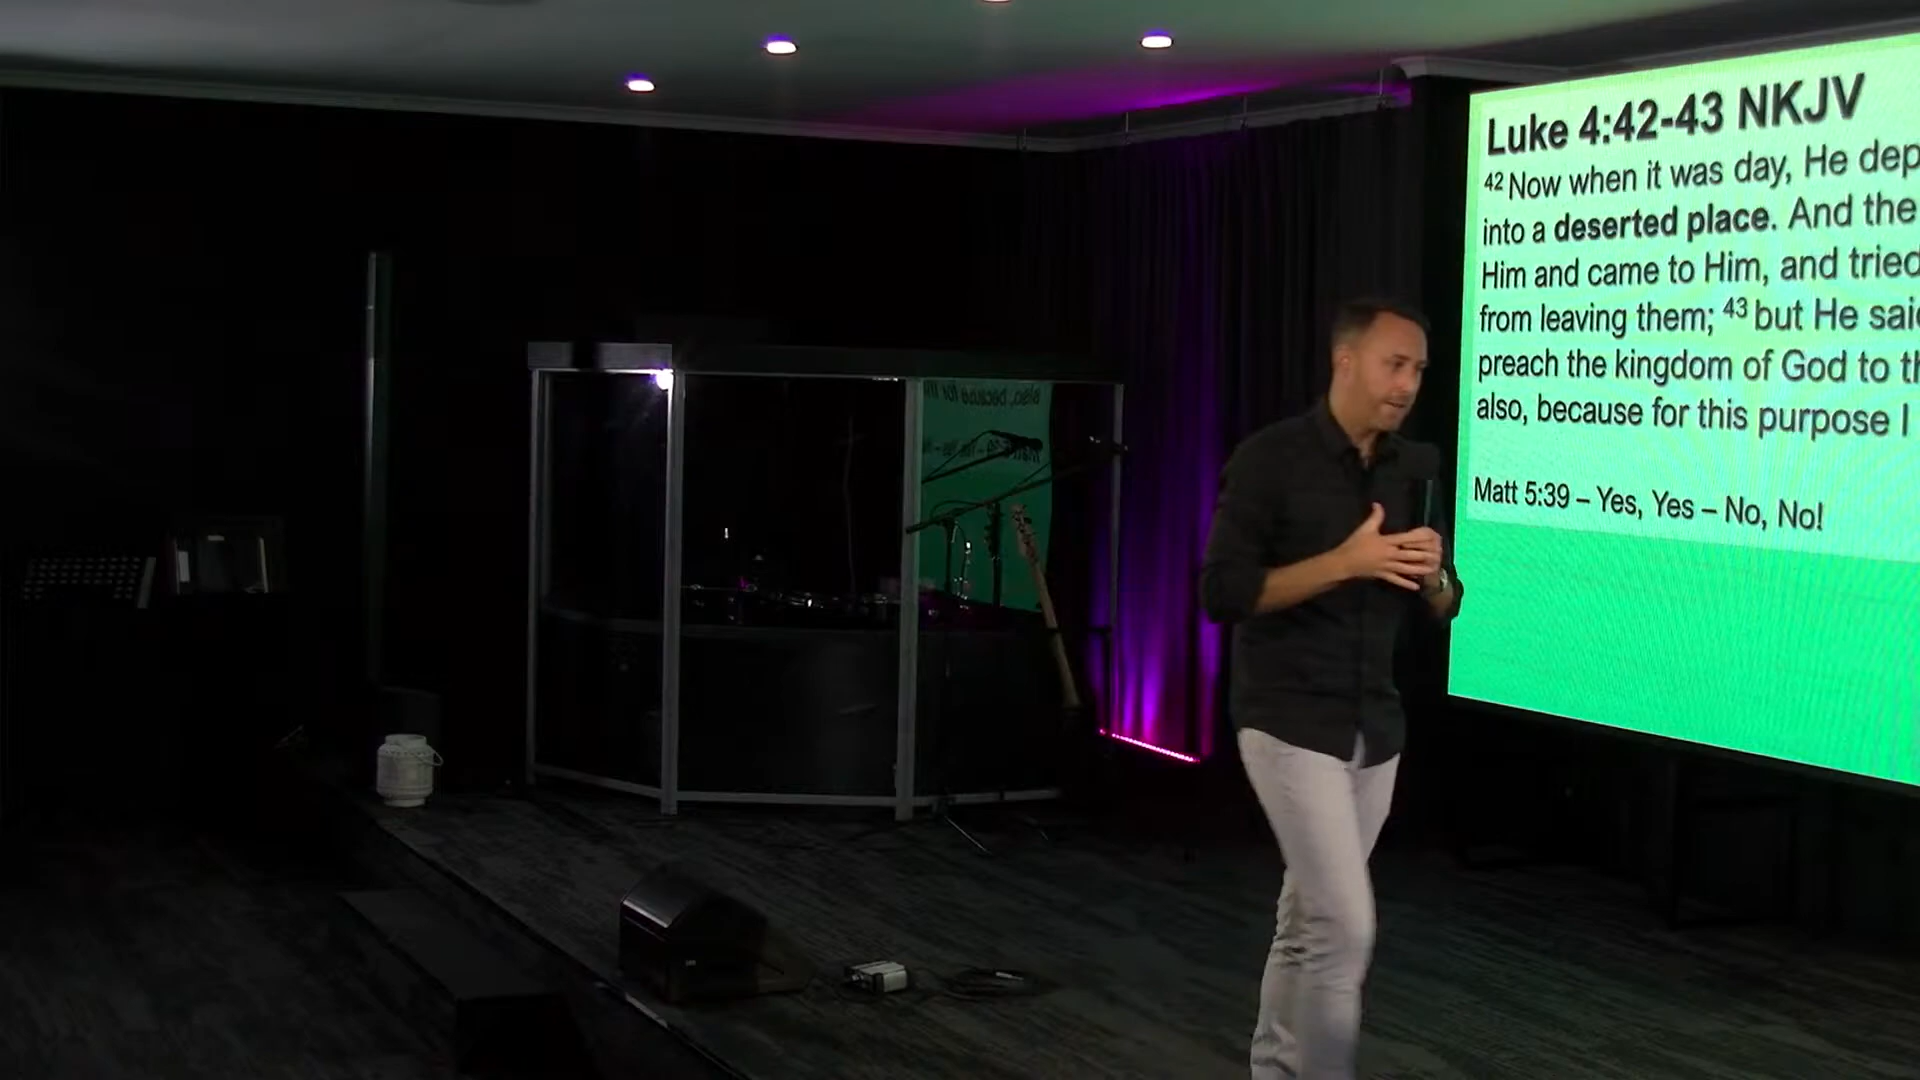 Luke 4:42-43 NKJV
42 Now when it was day, He dep
into a deserted place. And the
Him and came to Him, and tried
from leaving them; 43 but He said
preach the kingdom of God to th
also, because for this purpose I
Matt 5:39 – Yes, Yes – No, No!